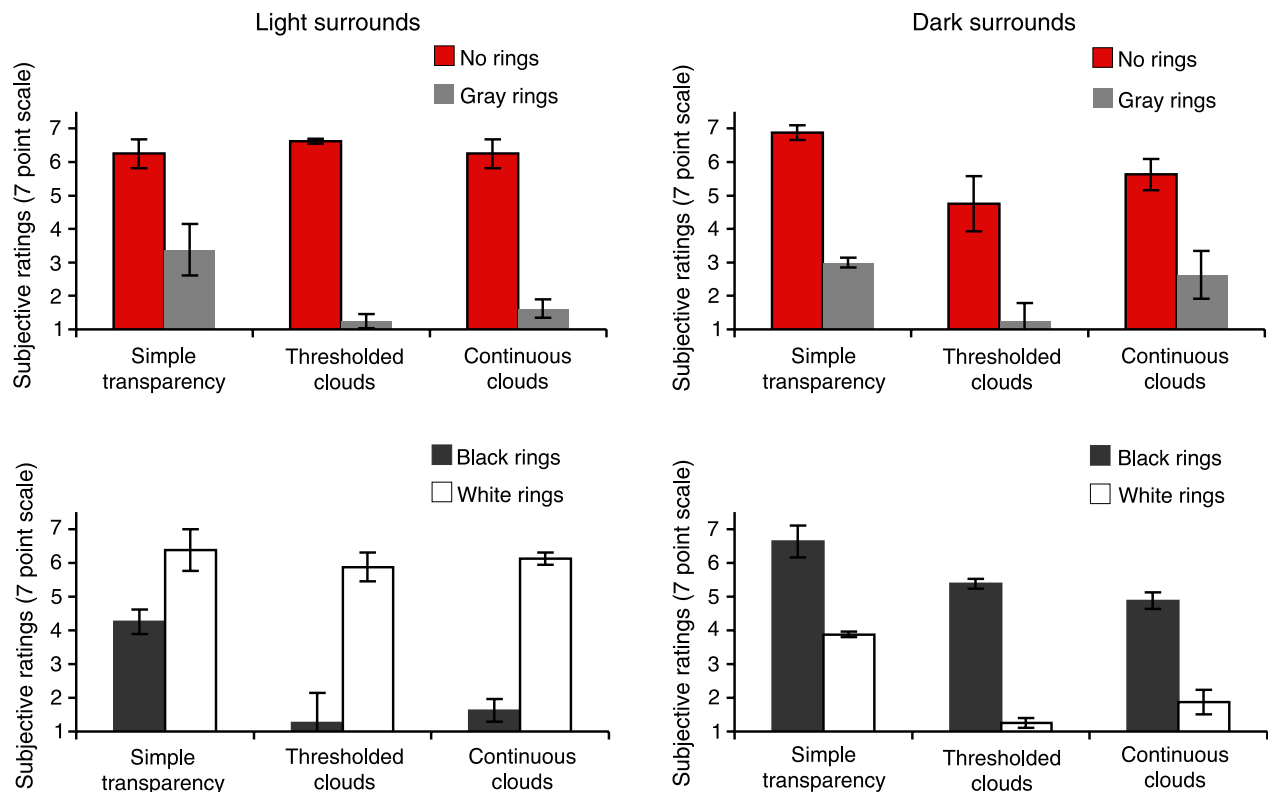 Light surrounds
No rings
Gray rings
Subjective ratings (7 point scale)
7
6
5
4
3
2
1
Simple
transparency
Thresholded
clouds
Continuous
clouds
Dark surrounds
No rings
Gray rings
Subjective ratings (7 point scale)
7
6
5
4
3
2
1
Simple
transparency
Thresholded
clouds
Continuous
clouds
Black rings
White rings
Subjective ratings (7 point scale)
7
6
5
4
3
2
1
Simple
transparency
Thresholded
clouds
Continuous
clouds
Black rings
White rings
Subjective ratings (7 point scale)
7
6
5
4
3
2
1
Simple
transparency
Thresholded
clouds
Continuous
clouds